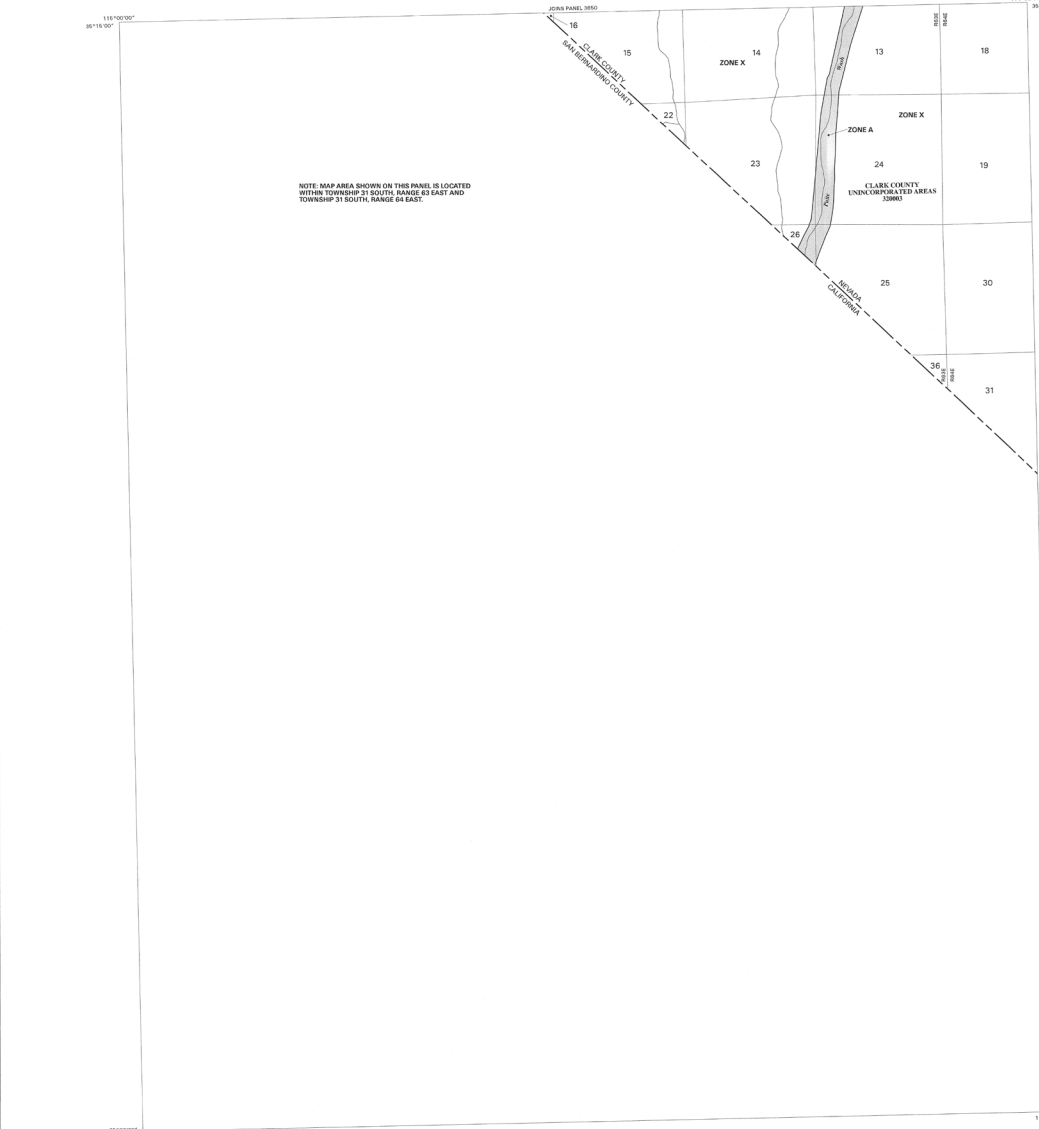 JOINS PANEL 3650
115°00'00"
35°15'00"
16
15
14
13
18
R63E
R64E
CLARK COUNTY
SAN BERNARDINO COUNTY
ZONE X
Wash
22
ZONE X
ZONE A
23
24
19
NOTE: MAP AREA SHOWN ON THIS PANEL IS LOCATED
WITHIN TOWNSHIP 31 SOUTH, RANGE 63 EAST AND
TOWNSHIP 31 SOUTH, RANGE 64 EAST.
CLARK COUNTY
UNINCORPORATED AREAS
320003
Piute
26
25
30
NEVADA
CALIFORNIA
36
R63E
R64E
31